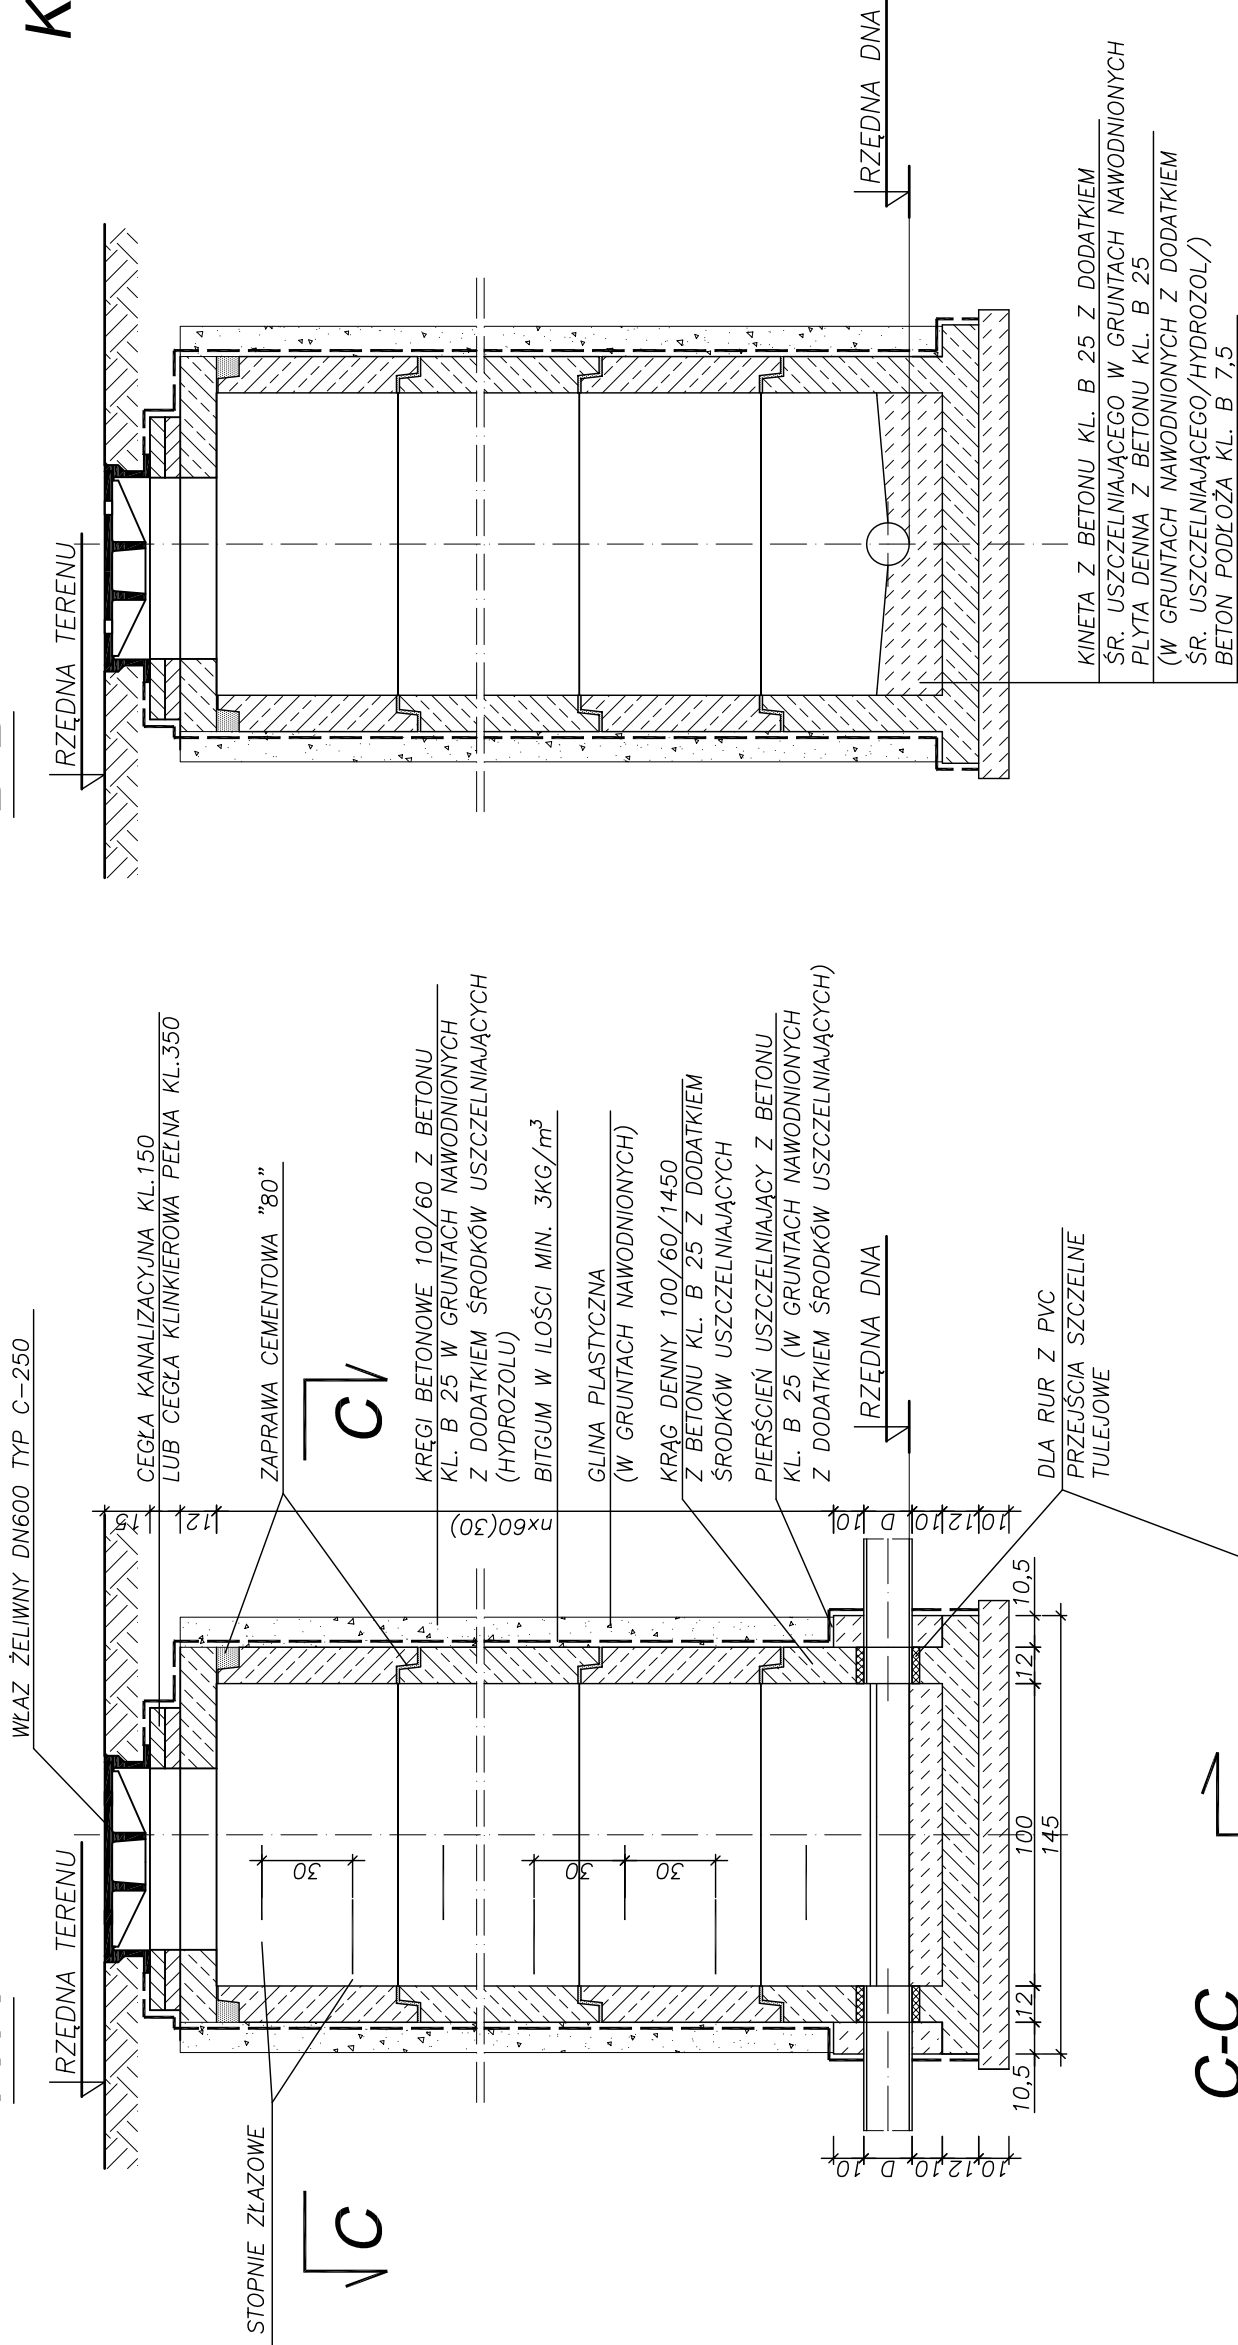 WŁAZ ŻELIWNY DN600 TYP C-250
RZĘDNA TERENU
CEGŁA KANALIZACYJNA KL.150
LUB CEGŁA KLINKIEROWA PEŁNA KL.350
ZAPRAWA CEMENTOWA "80"
STOPNIE ZŁAZOWE
C
C
KRĘGI BETONOWE 100/60 Z BETONU
KL. B 25 W GRUNTACH NAWODNIONYCH
Z DODATKIEM ŚRODKÓW USZCZELNIAJĄCYCH
(HYDROZOLU)
BITGUM W ILOŚCI MIN. 3KG/m³
GLINA PLASTYCZNA
(W GRUNTACH NAWODNIONYCH)
KRĄG DENNY 100/60/1450
Z BETONU KL. B 25 Z DODATKIEM
ŚRODKÓW USZCZELNIAJĄCYCH
PIERŚCIEŃ USZCZELNIAJĄCY Z BETONU
KL. B 25 (W GRUNTACH NAWODNIONYCH
Z DODATKIEM ŚRODKÓW USZCZELNIAJĄCYCH)
RZĘDNA DNA
DLA RUR Z PVC
PRZEJŚCIA SZCZELNE
TULEJOWE
15
12
nx60(30)
10
D
10
12
10
30
30
30
10
D
10
12
10
10,5
12
100
12
10,5
145
C-C
K
RZĘDNA TERENU
RZĘDNA DNA
KINETA Z BETONU KL. B 25 Z DODATKIEM
ŚR. USZCZELNIAJĄCEGO W GRUNTACH NAWODNIONYCH
PLYTA DENNA Z BETONU KL. B 25
(W GRUNTACH NAWODNIONYCH Z DODATKIEM
ŚR. USZCZELNIAJĄCEGO/HYDROZOL/)
BETON PODŁOŻA KL. B 7,5